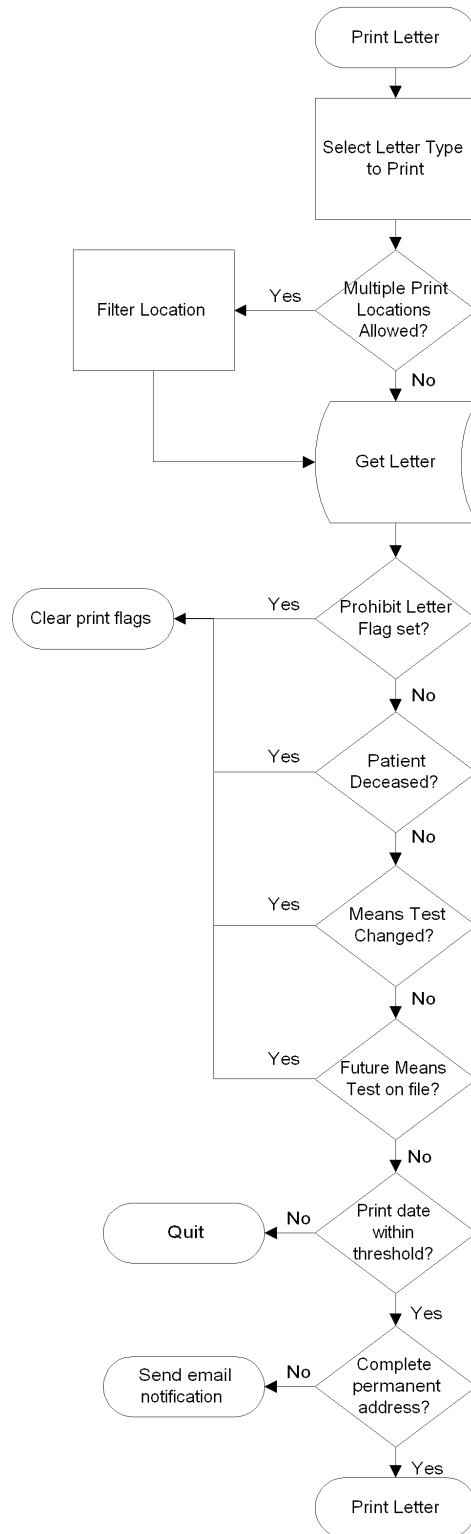 Print Letter
Select Letter Type
to Print
Multiple Print
Locations
Allowed?
Yes
Filter Location
No
Get Letter
Prohibit Letter
Flag set?
Yes
Clear print flags
No
Patient
Deceased?
Yes
No
Means Test
Changed?
Yes
No
Future Means
Test on file?
Yes
No
Print date
within
threshold?
No
Quit
Yes
Complete
permanent
address?
No
Send email
notification
Yes
Print Letter